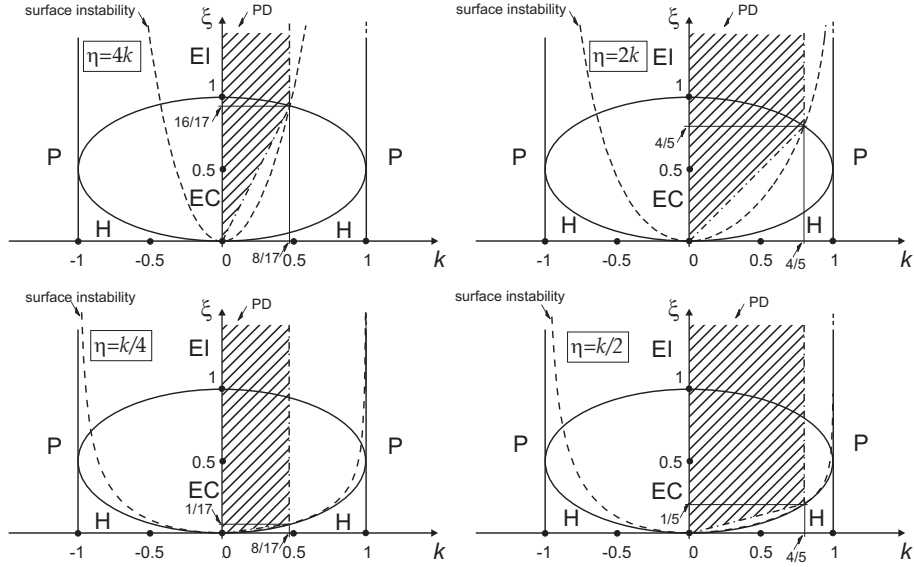 surface instability
ξ
PD
η=4k
EI
1
16/17
P
P
0.5
EC
H
H
-1
-0.5
0
0.5
1
k
8/17
surface instability
ξ
PD
η=2k
EI
1
4/5
P
P
0.5
EC
H
H
-1
-0.5
0
0.5
1
k
4/5
surface instability
ξ
PD
η=k/4
EI
1
P
P
0.5
EC
1/17
H
H
-1
-0.5
0
0.5
1
k
8/17
surface instability
ξ
PD
η=k/2
EI
1
P
P
0.5
EC
1/5
H
H
-1
-0.5
0
0.5
1
k
4/5